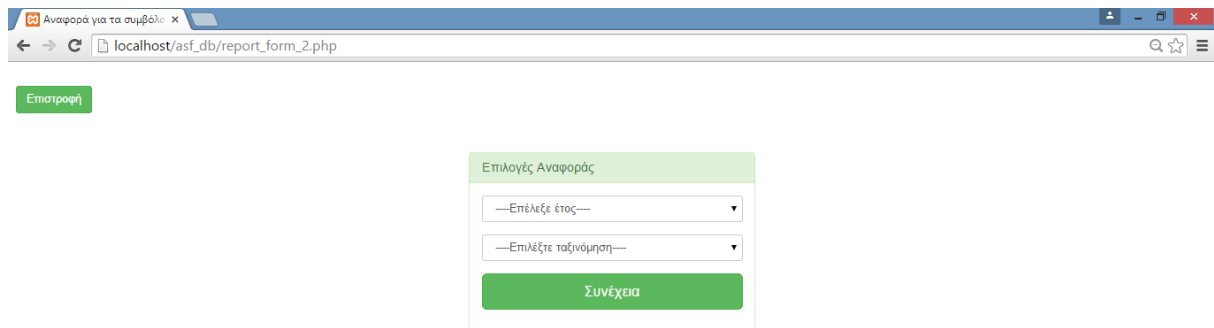 Αναφορά για τα συμβόλα
localhost/asf_db/report_form_2.php
Επιστροφή
Επιλογές Αναφοράς
----Επέλεξε έτος----
----Επιλέξτε ταξινόμηση----
Συνέχεια